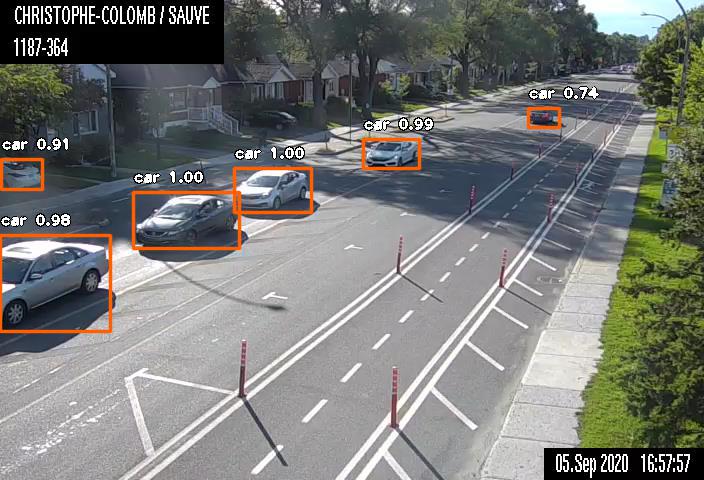 CHRISTOPHE-COLOMB / SAUVE
1187-364
car 0.74
car 0.99
car 0.91
car 1.00
car 1.00
car 0.98
05.Sep 2020 16:57:57